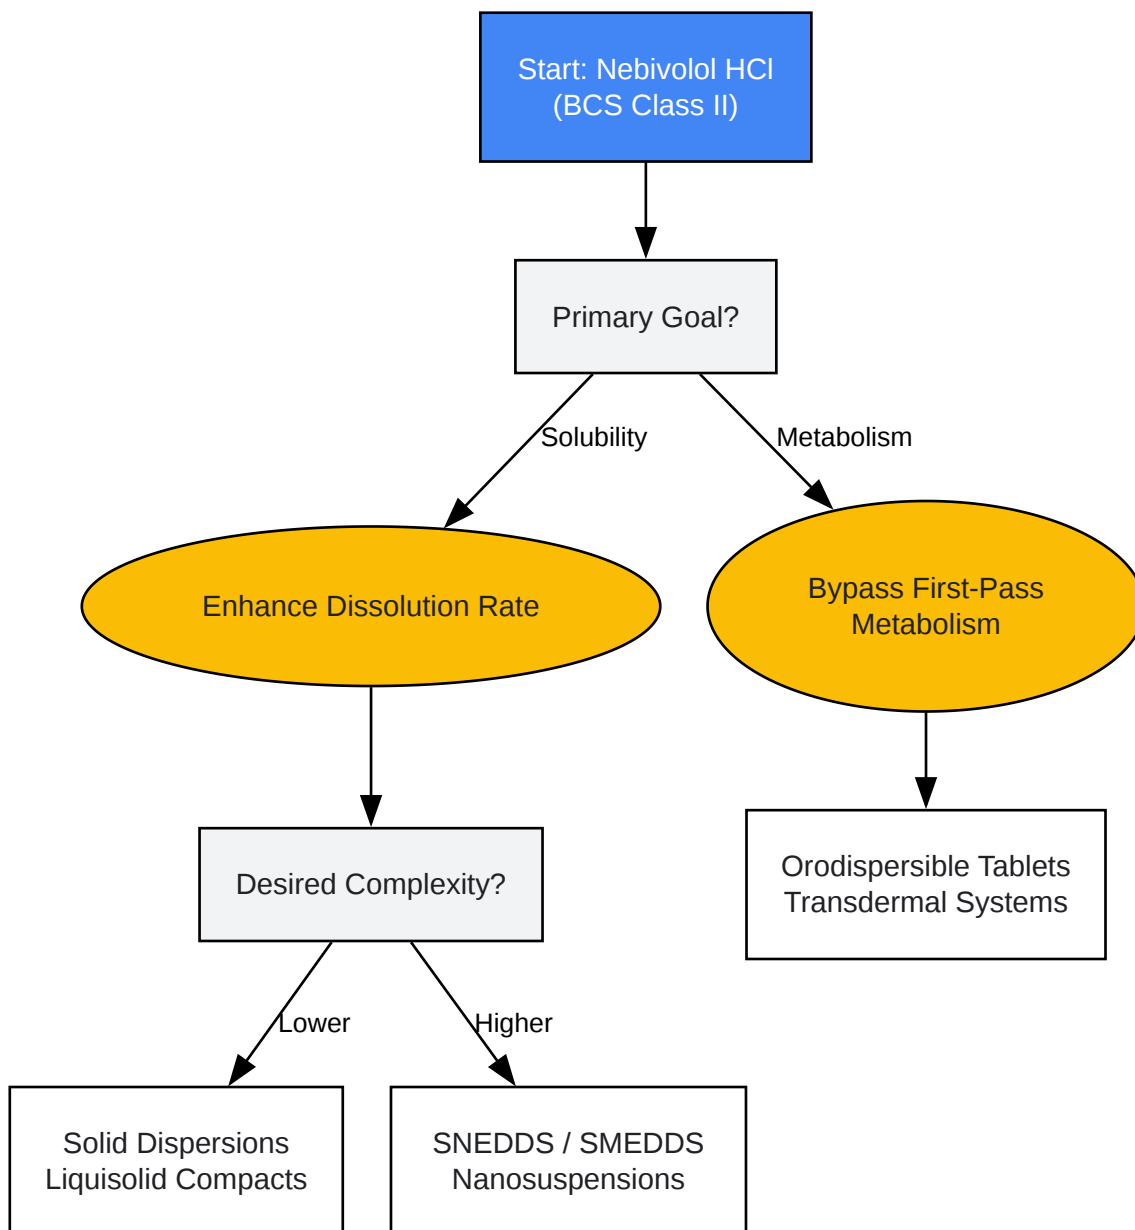 Start: Nebivolol HCl
(BCS Class II)
Primary Goal?
Solubility
Metabolism
Enhance Dissolution Rate
Bypass First-Pass
Metabolism
Desired Complexity?
Orodispersible Tablets
Transdermal Systems
Lower
Higher
Solid Dispersions
Liquisolid Compacts
SNEDDS / SMEDDS
Nanosuspensions